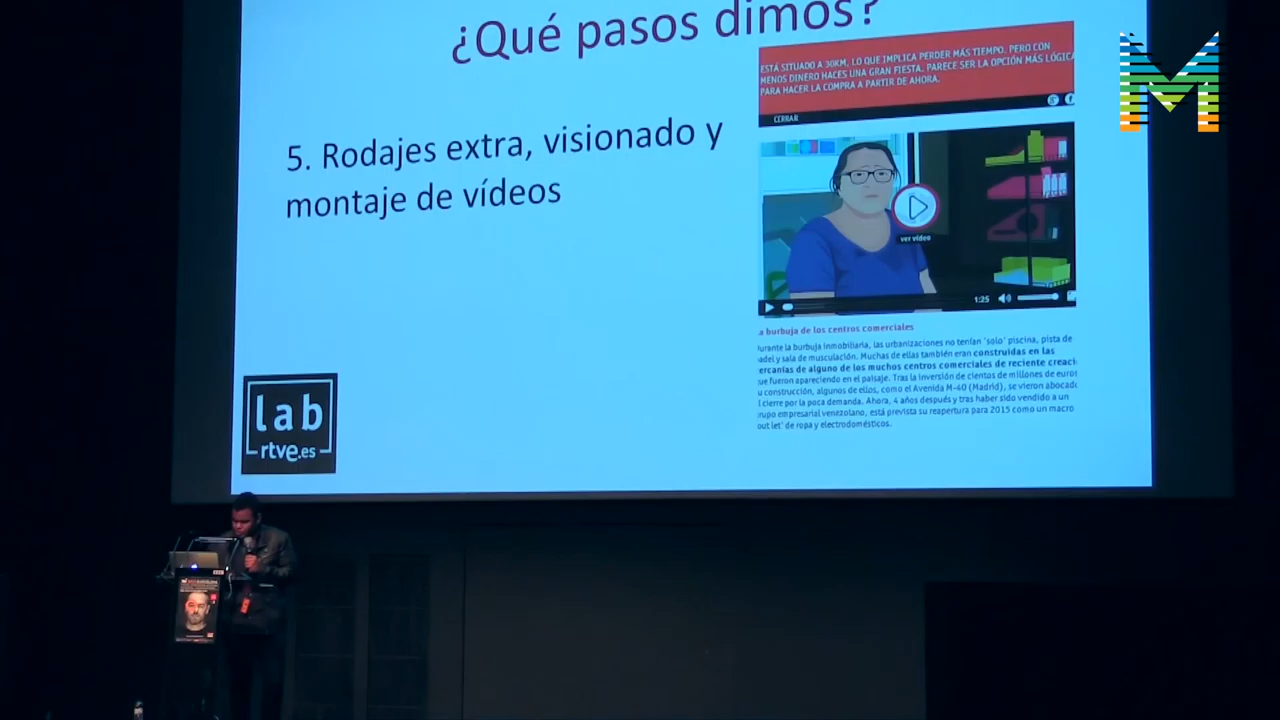 ¿Qué pasos dimos?
5. Rodajes extra, visionado y
montaje de vídeos
ESTÁ SITUADO A 30KM, LO QUE IMPLICA PERDER MÁS TIEMPO. PERO CON
MENOS DINERO HACES UNA GRAN FIESTA. PARECE SER LA OPCIÓN MÁS LÓGICA
PARA HACER LA COMPRA A PARTIR DE AHORA.
CERRAR
ver vídeo
1:25
a burbuja de los centros comerciales
urante la burbuja inmobiliaria, las urbanizaciones no tenían 'solo' piscina, pista de
adel y sala de musculación. Muchas de ellas también eran construidas en las
ercanías de alguno de los muchos centros comerciales de reciente creaci
ue fueron apareciendo en el paisaje. Tras la inversión de cientos de millones de euros
u construcción, algunos de ellos, como el Avenida M-40 (Madrid), se vieron abocad
l cierre por la poca demanda. Ahora, 4 años después y tras haber sido vendido a un
rupo empresarial venezolano, está prevista su reapertura para 2015 como un macro
out let' de ropa y electrodomésticos.
lab
rtve.es
M